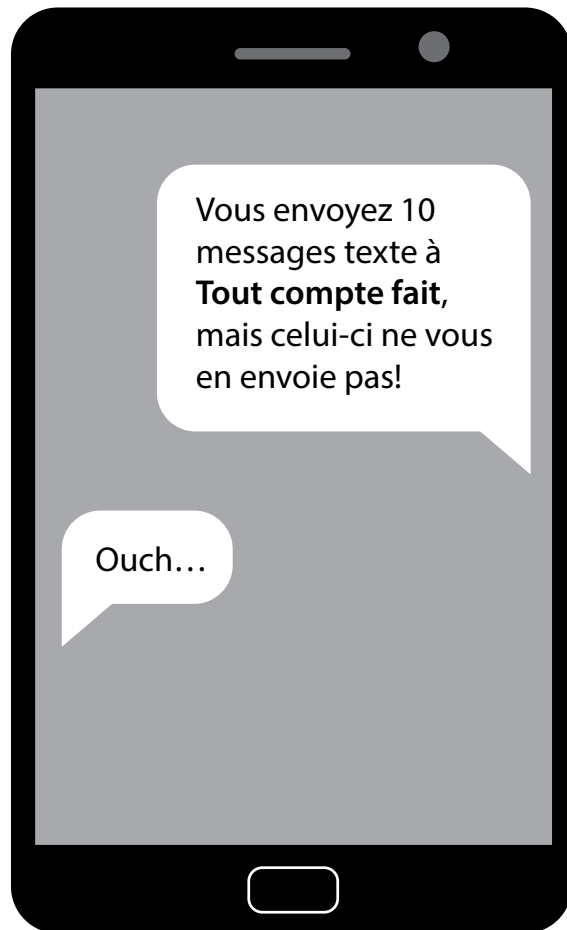 Vous envoyez 10
messages texte à
Tout compte fait,
mais celui-ci ne vous
en envoie pas!
Ouch…